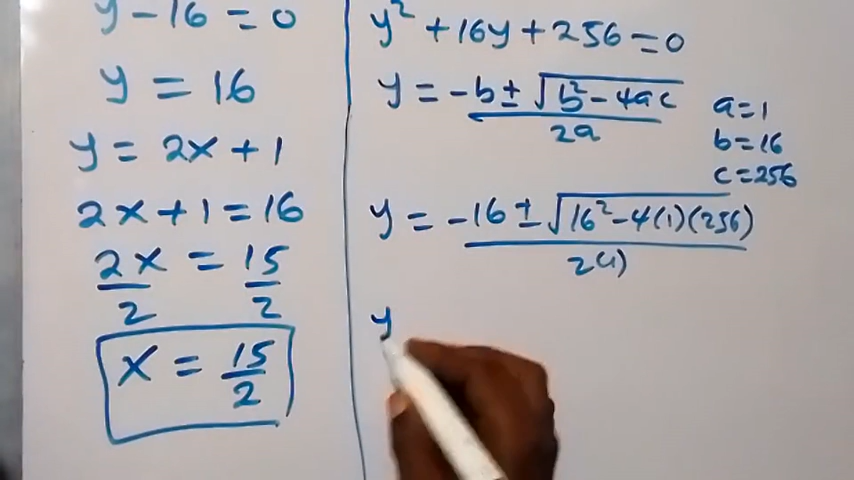 y - 16 = 0
y = 16
y = 2x + 1
2x + 1 = 16
2x/2 = 15/2
x = 15/2
y² + 16y + 256 = 0
y = -b ± √b² - 4ac / 2a
a = 1
b = 16
c = 256
y = -16 ± √16² - 4(1)(256) / 2(1)
y